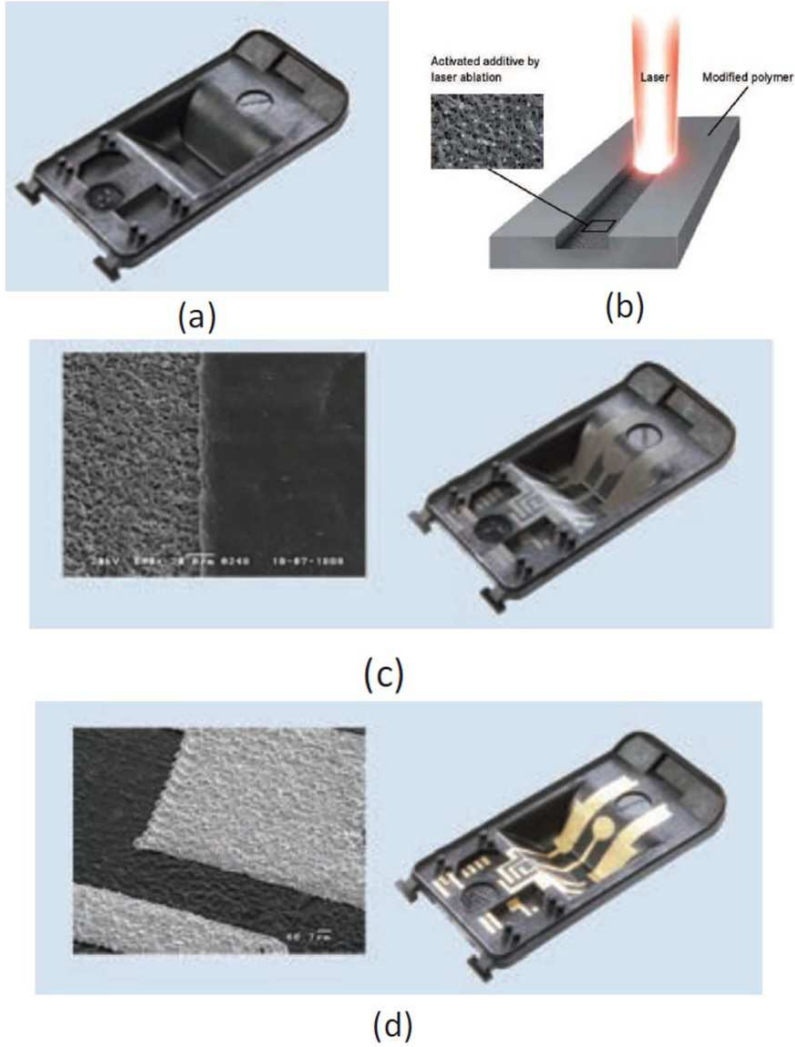 Activated additive by
laser ablation
Laser
Modified polymer
(a)
(b)
(c)
(d)